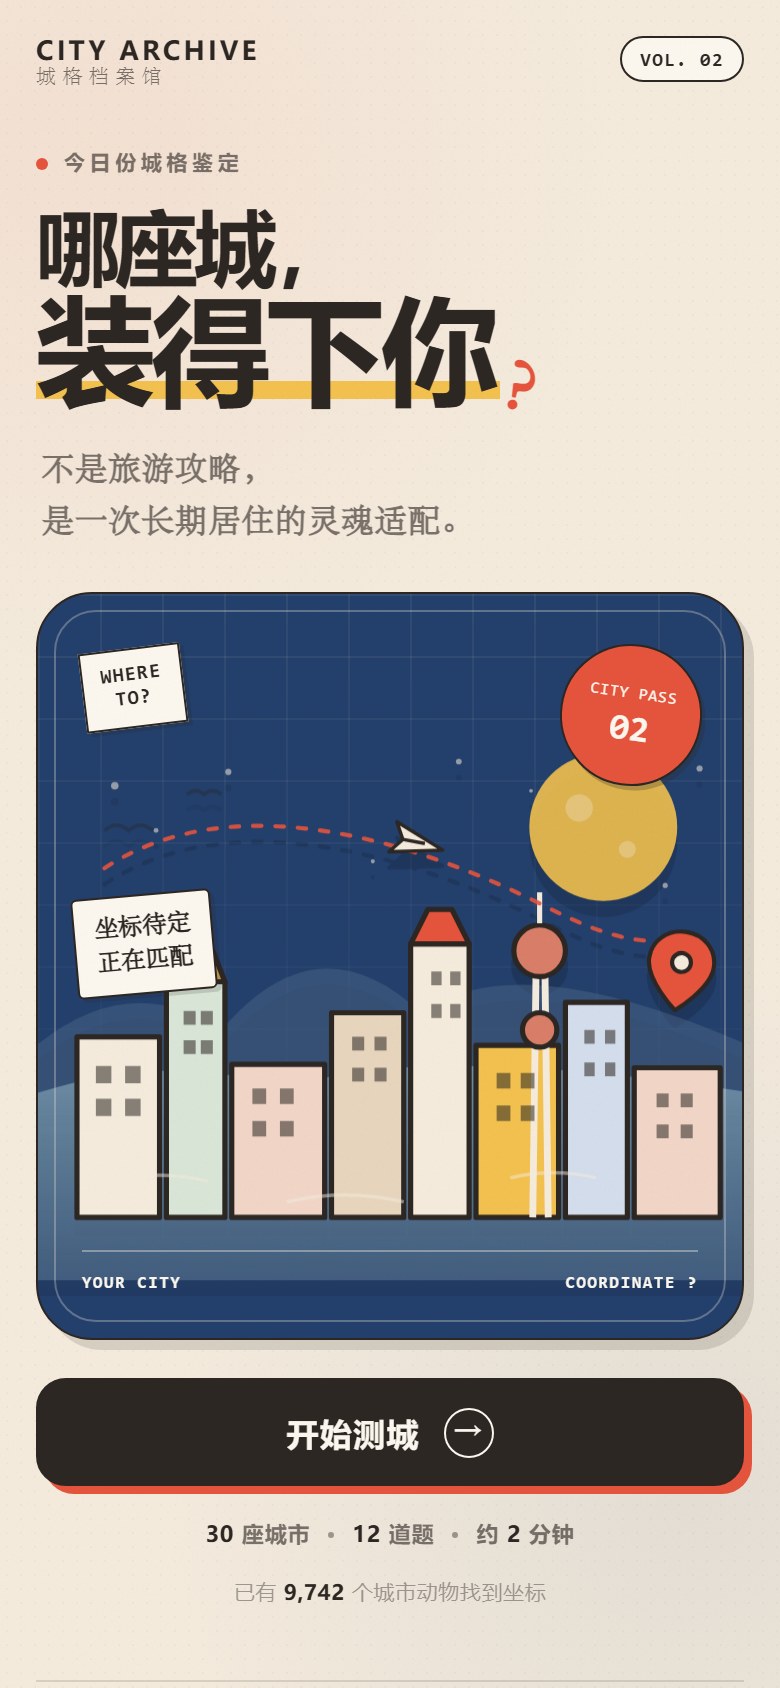 CITY ARCHIVE
城格档案馆
VOL. 02
今日份城格鉴定
哪座城，
装得下你?
不是旅游攻略，
是一次长期居住的灵魂适配。
WHERE
TO?
CITY PASS
02
坐标待定
正在匹配
YOUR CITY
COORDINATE ?
开始测城 →
30 座城市 • 12 道题 • 约 2 分钟
已有 9,742 个城市动物找到坐标